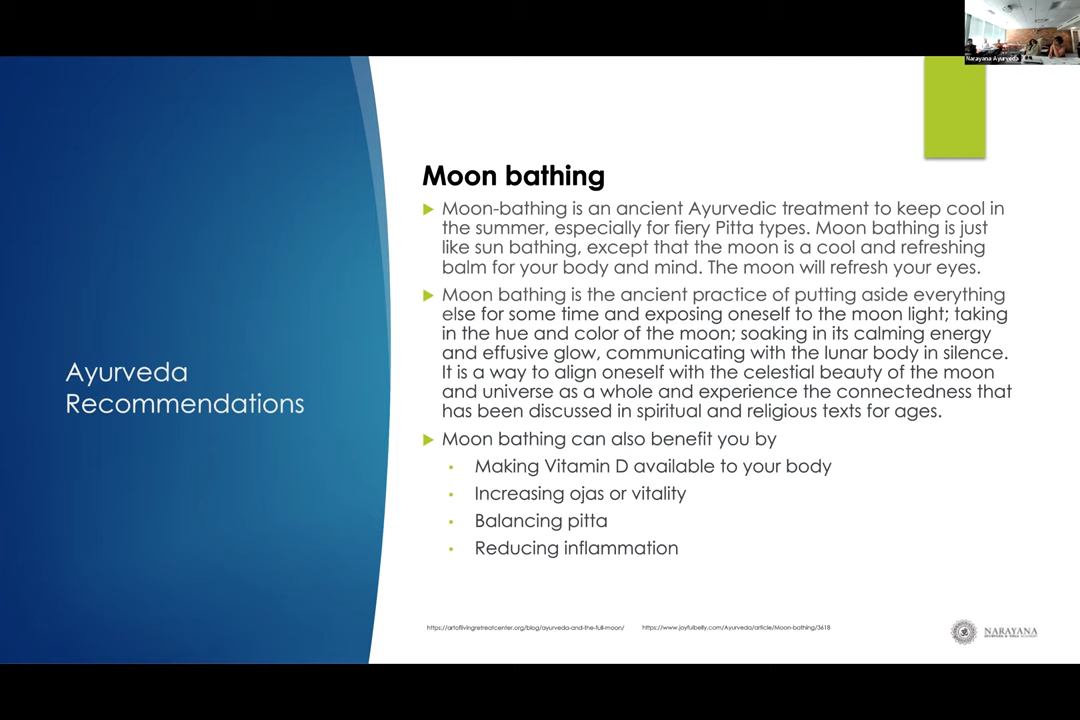 Narayana Ayurveda
Moon bathing
Moon-bathing is an ancient Ayurvedic treatment to keep cool in
the summer, especially for fiery Pitta types. Moon bathing is just
like sun bathing, except that the moon is a cool and refreshing
balm for your body and mind. The moon will refresh your eyes.
Moon bathing is the ancient practice of putting aside everything
else for some time and exposing oneself to the moon light; taking
in the hue and color of the moon; soaking in its calming energy
and effusive glow, communicating with the lunar body in silence.
It is a way to align oneself with the celestial beauty of the moon
and universe as a whole and experience the connectedness that
has been discussed in spiritual and religious texts for ages.
Moon bathing can also benefit you by
Making Vitamin D available to your body
Increasing ojas or vitality
Balancing pitta
Reducing inflammation
Ayurveda
Recommendations
https://artoflivingretreatcenter.org/blog/ayurveda-and-the-full-moon/ https://www.joyfulbelly.com/Ayurveda/article/Moon-bathing/3618
NARAYANA
AYURVEDA & YOGA ACADEMY